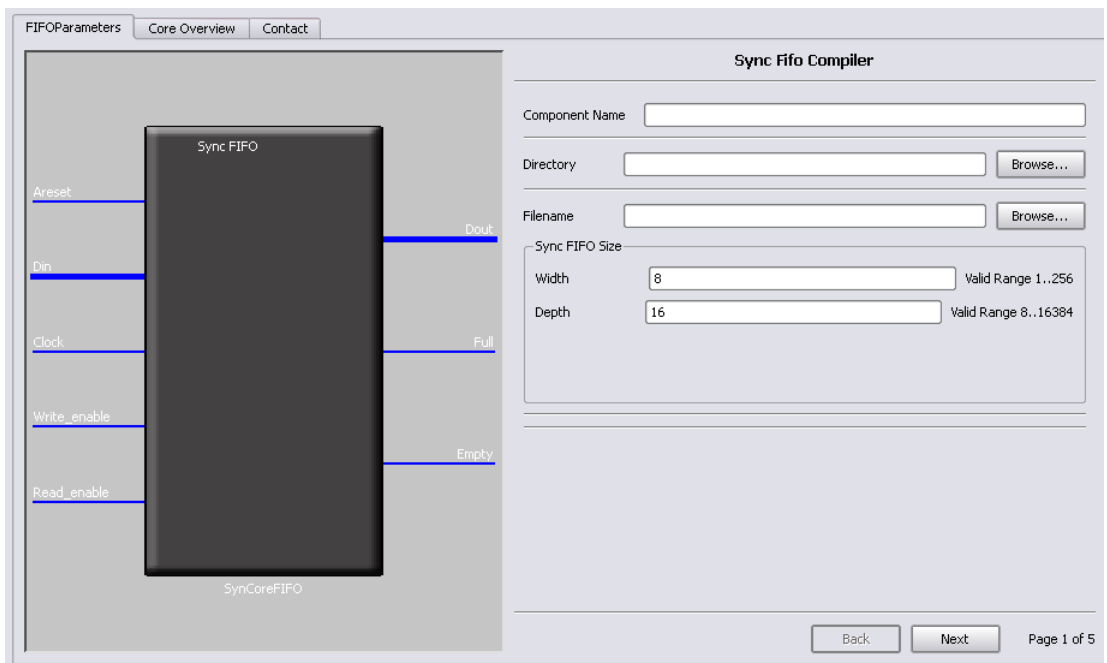 FIFOParameters
Core Overview
Contact
Sync FIFO
Areset
Din
Clock
Write_enable
Read_enable
Dout
Full
Empty
SynCoreFIFO
Sync Fifo Compiler
Component Name
Directory
Browse...
Filename
Browse...
Sync FIFO Size
Width 8 Valid Range 1..256
Depth 16 Valid Range 8..16384
Back Next Page 1 of 5